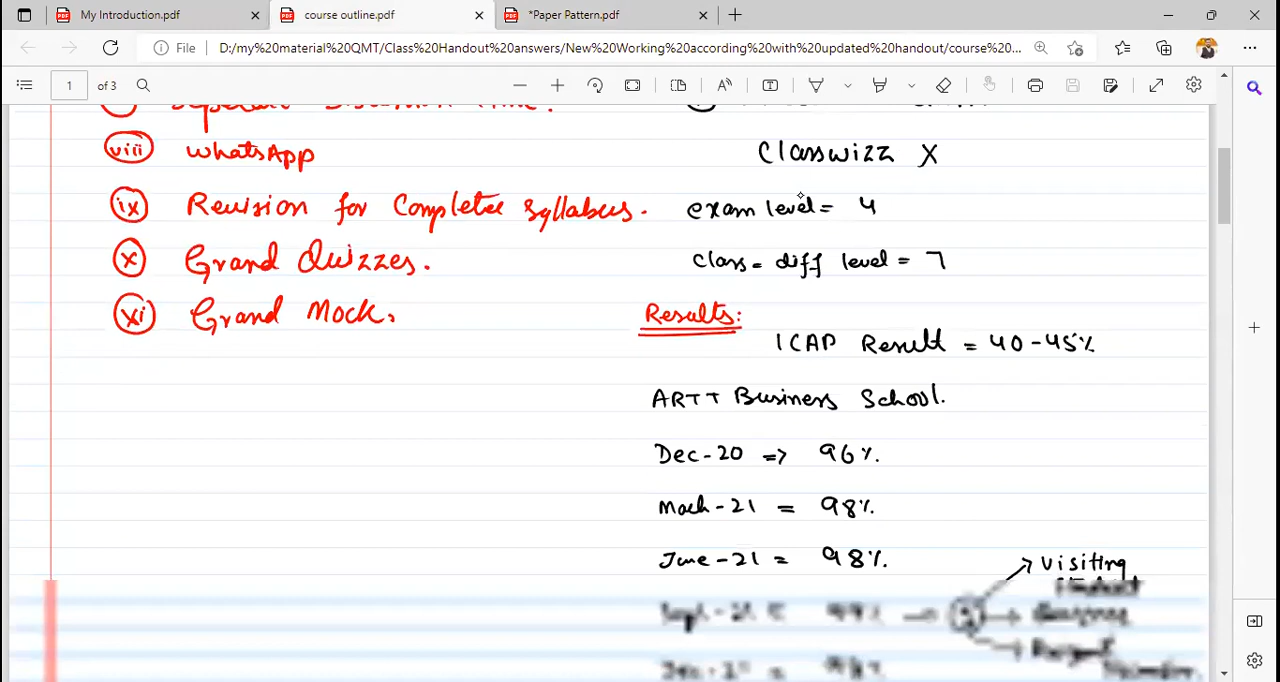 My Introduction.pdf
course outline.pdf
*Paper Pattern.pdf
File
D:/my%20material%20QMT/Class%20Handout%20answers/New%20Working%20according%20with%20updated%20handout/course%20...
1
of 3
viii WhatsApp
ix Revision for Completee Syllabus.
x Grand Quizzes.
xi Grand Mock.
Classwizz X
exam level = 4
class = diff level = 7
Results:
ICAP Result = 40-45%
ARTT Business School.
Dec-20 => 96%.
Mach-21 = 98%.
June-21 = 98%.
Visiting